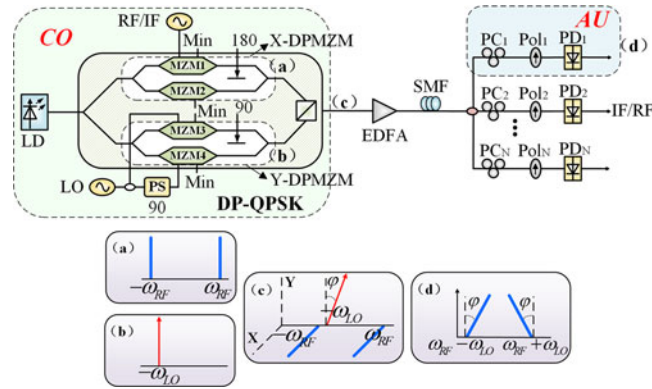 CO
RF/IF
Min
180
X-DPMZM
AU
PC1 Pol1 PD1
(d)
MZM1
(a)
MZM2
Min
90
(c)
SMF
PC2 Pol2 PD2
IF/RF
EDFA
LD
MZM3
MZM4
(b)
PCN PolN PDN
LO
PS
Min
Y-DPMZM
90
DP-QPSK
(a)
−ωRF ωRF
(b)
−ωLO
(c)
Y
φ
−ωLO
X
−ωRF ωRF
(d)
φ φ
ωRF −ωLO ωRF +ωLO